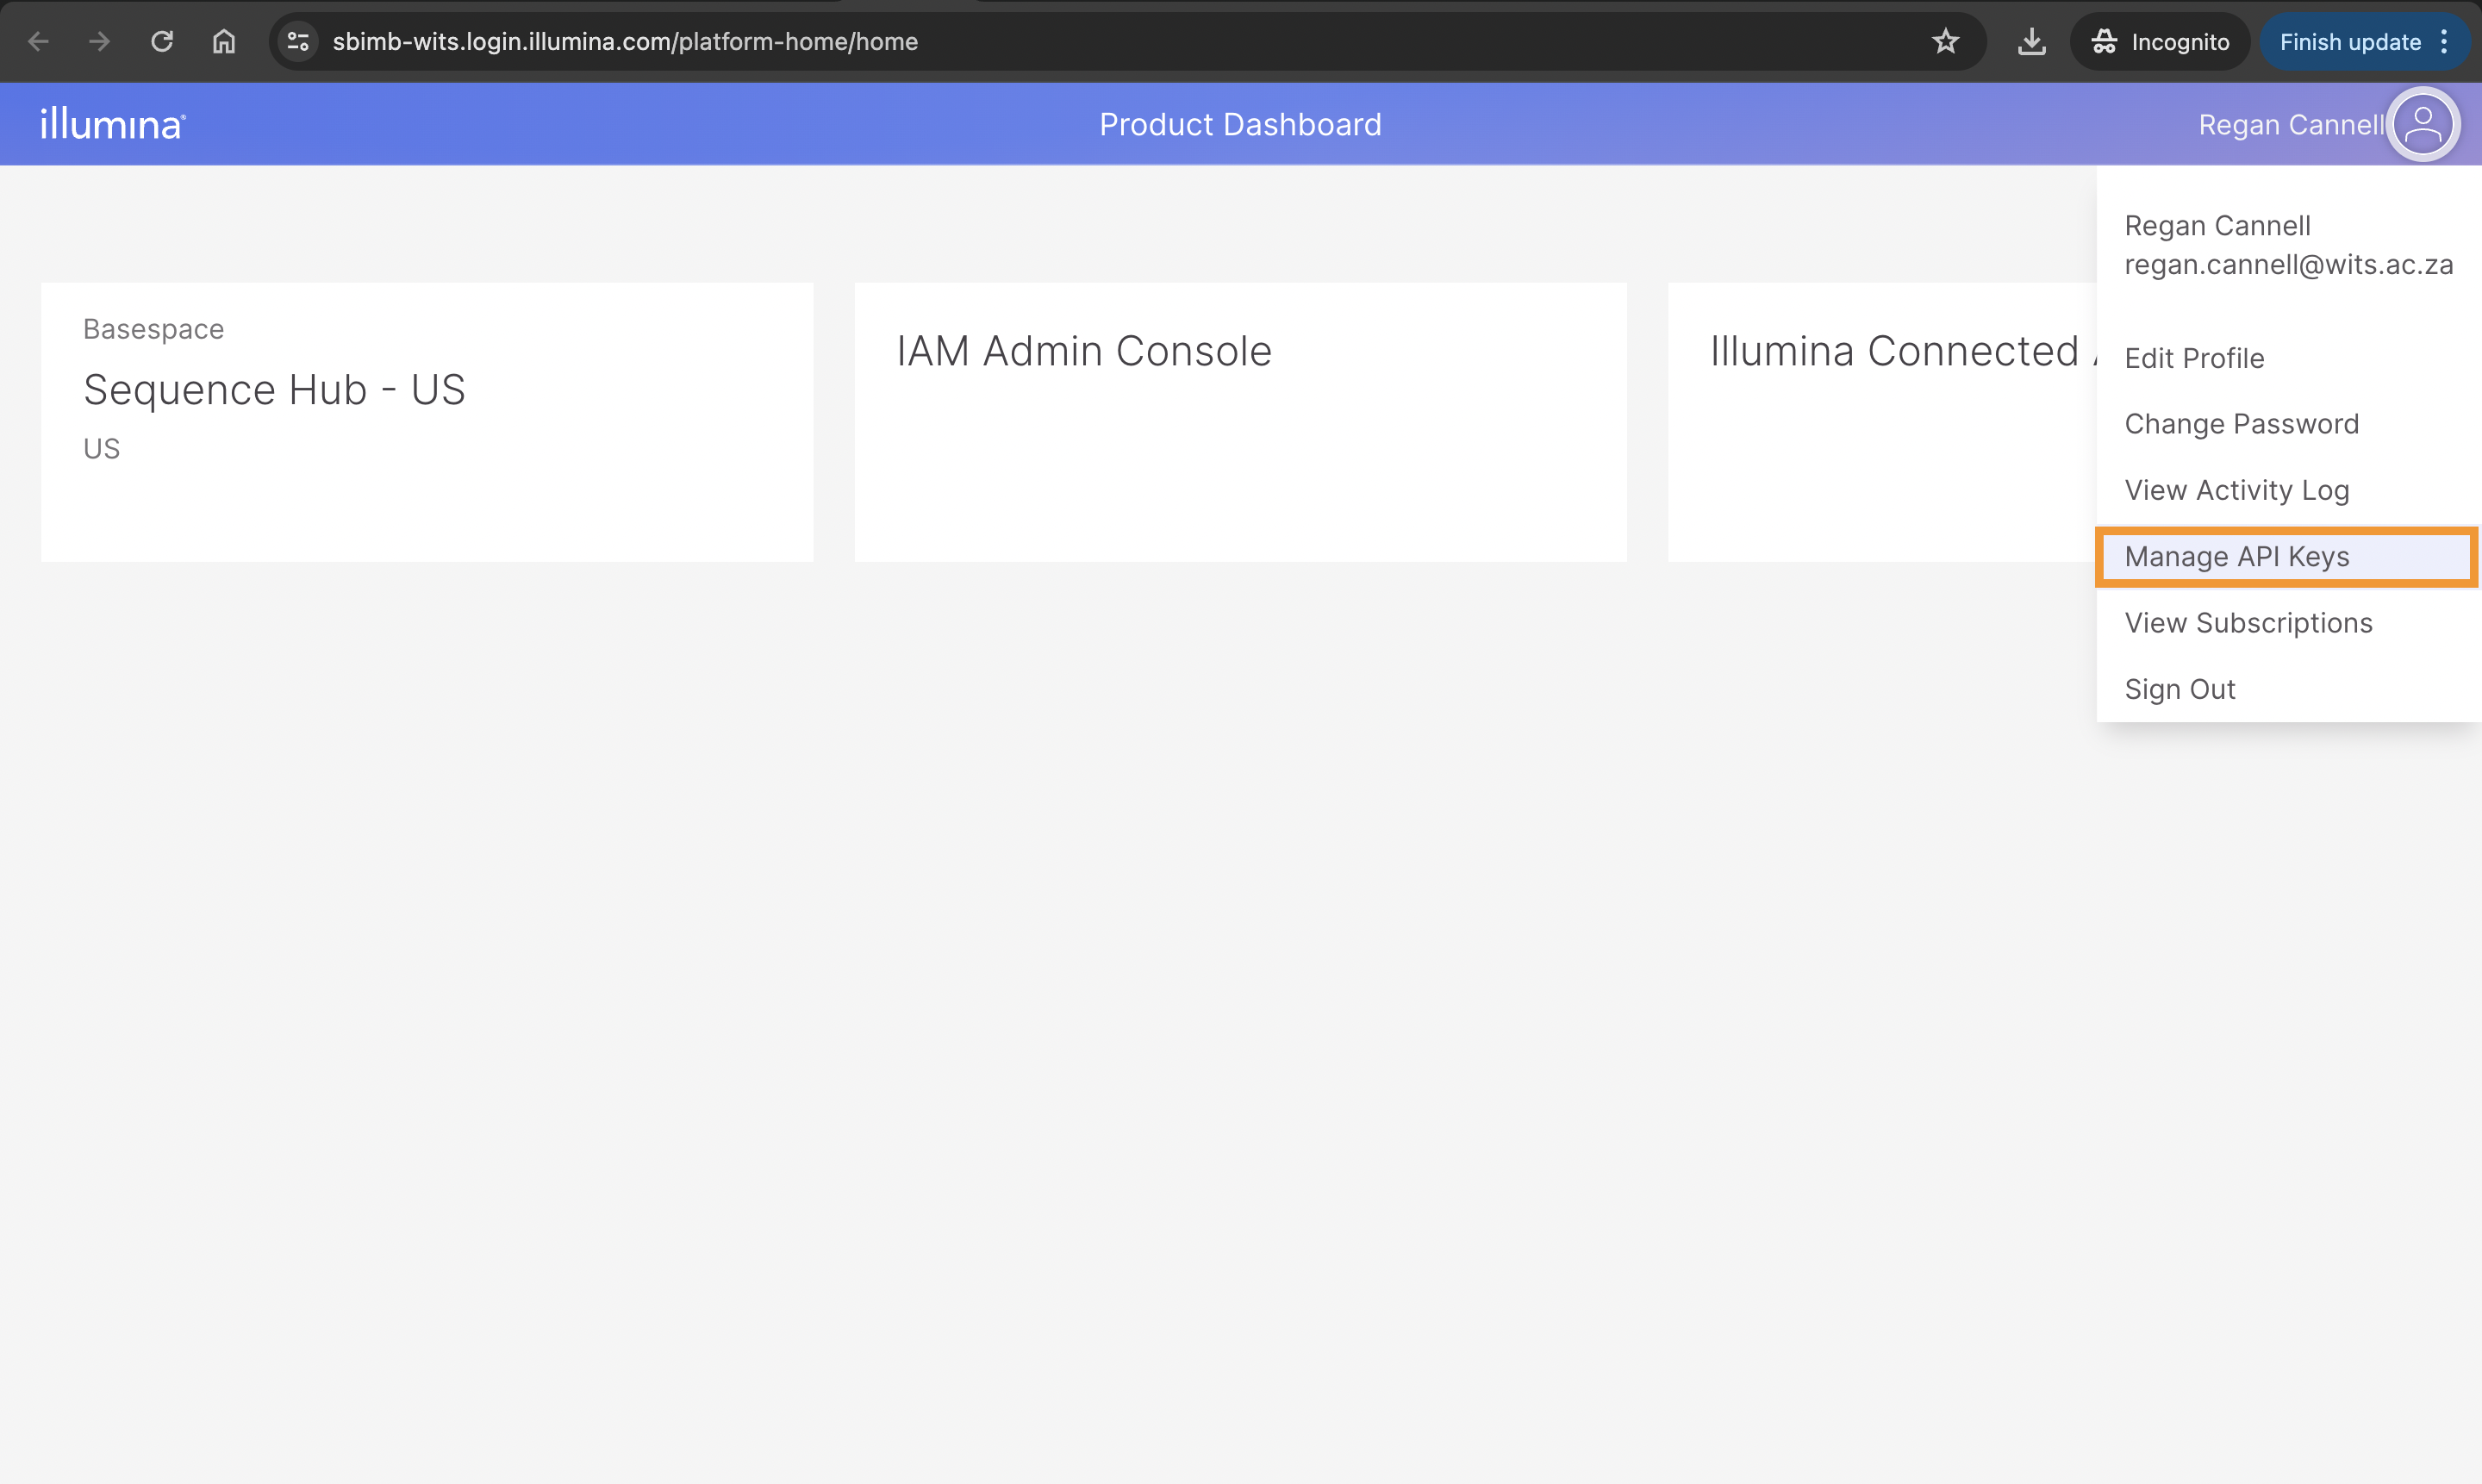 sbimb-wits.login.illumina.com/platform-home/home
Incognito
Finish update
illumina®
Product Dashboard
Regan Cannell
Basespace
Sequence Hub - US
US
IAM Admin Console
Illumina Connected
Regan Cannell
regan.cannell@wits.ac.za
Edit Profile
Change Password
View Activity Log
Manage API Keys
View Subscriptions
Sign Out